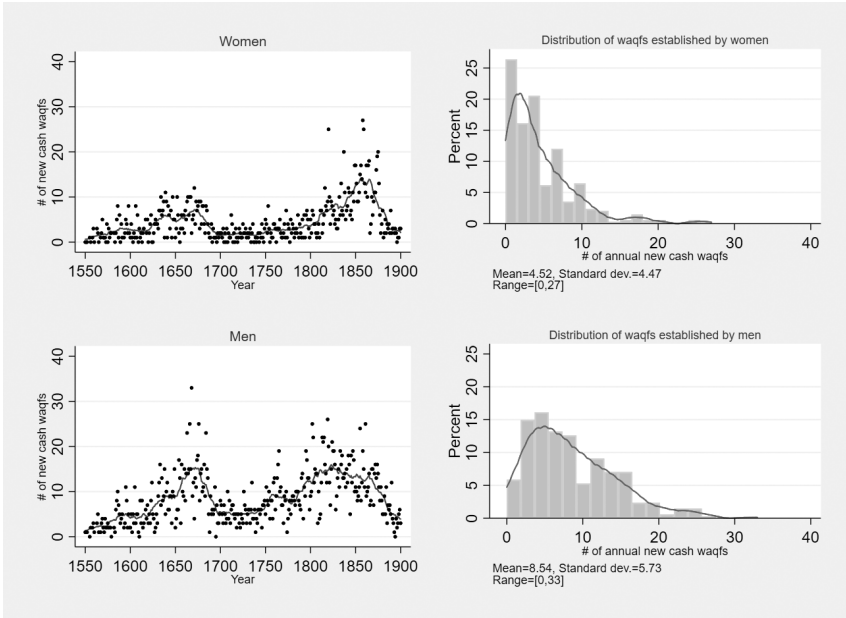 Women
# of new cash waqfs
40
30
20
10
0
1550 1600 1650 1700 1750 1800 1850 1900
Year
Distribution of waqfs established by women
Percent
25
20
15
10
5
0
0 10 20 30 40
# of annual new cash waqfs
Mean=4.52, Standard dev.=4.47
Range=[0,27]
Men
# of new cash waqfs
40
30
20
10
0
1550 1600 1650 1700 1750 1800 1850 1900
Year
Distribution of waqfs established by men
Percent
25
20
15
10
5
0
0 10 20 30 40
# of annual new cash waqfs
Mean=8.54, Standard dev.=5.73
Range=[0,33]